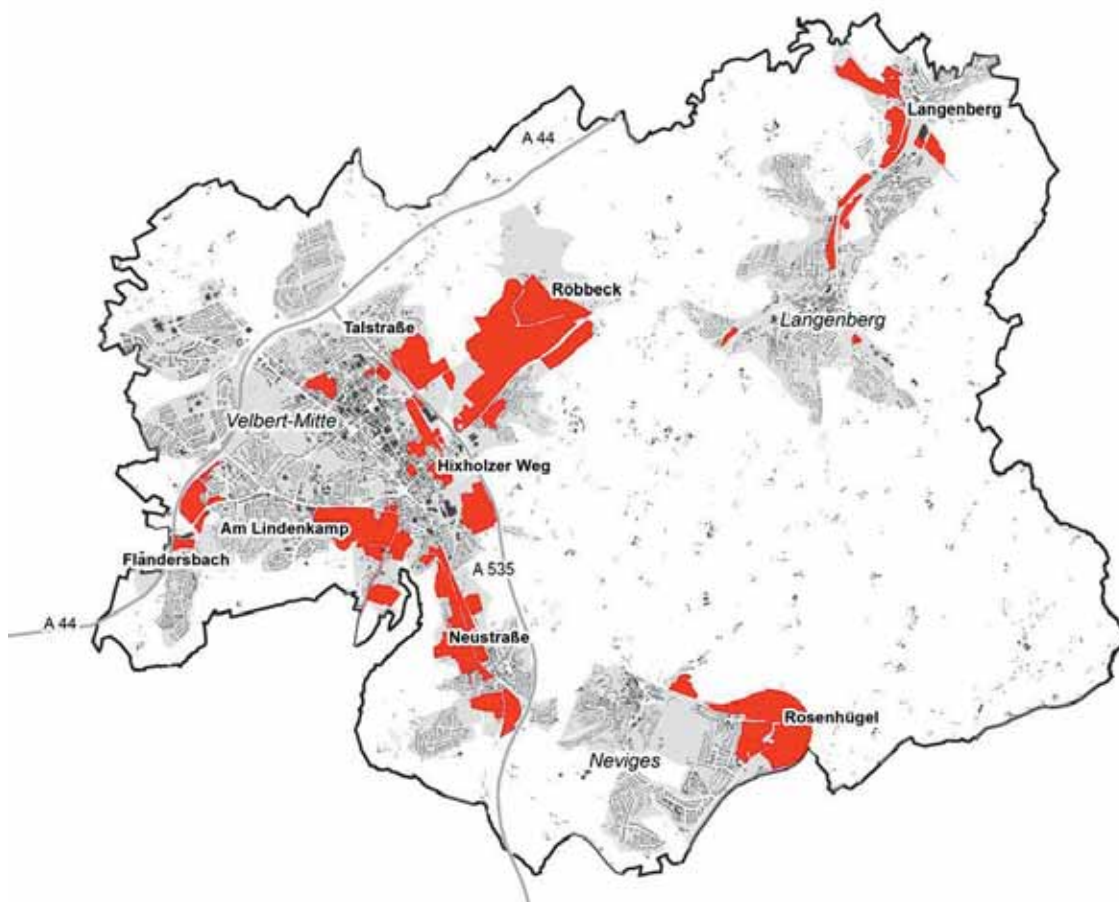 Langenberg
A 44
Röbbeck
Talstraße
Langenberg
Velbert-Mitte
Hixholzer Weg
Am Lindenkamp
Flandersbach
A 535
A 44
Neustraße
Rosenhügel
Neviges